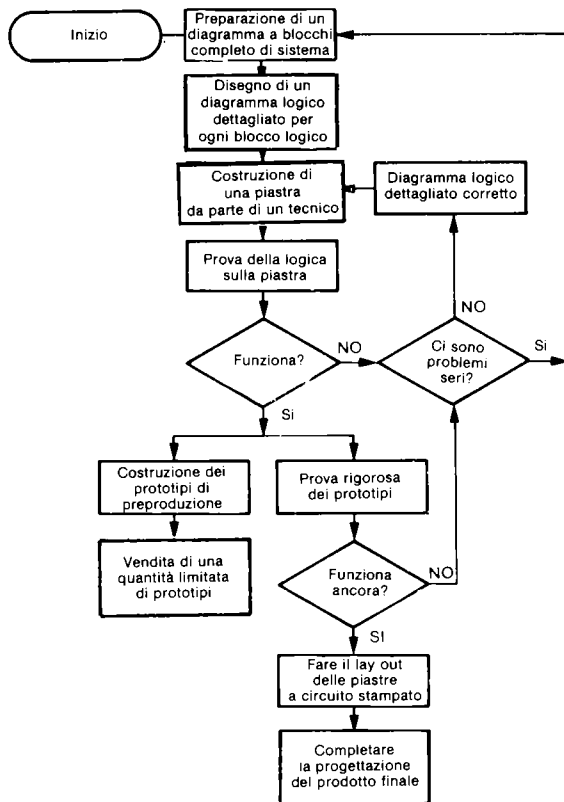 Inizio
Preparazione di un
diagramma a blocchi
completo di sistema
Disegno di un
diagramma logico
dettagliato per
ogni blocco logico
Costruzione di
una piastra
da parte di un tecnico
Diagramma logico
dettagliato corretto
Prova della logica
sulla piastra
NO
Funziona?
NO
Ci sono
problemi
seri?
Si
Si
Costruzione dei
prototipi di
preproduzione
Prova rigorosa
dei prototipi
Vendita di una
quantità limitata
di prototipi
Funziona
ancora?
NO
SI
Fare il lay out
delle piastre
a circuito stampato
Completare
la progettazione
del prodotto finale